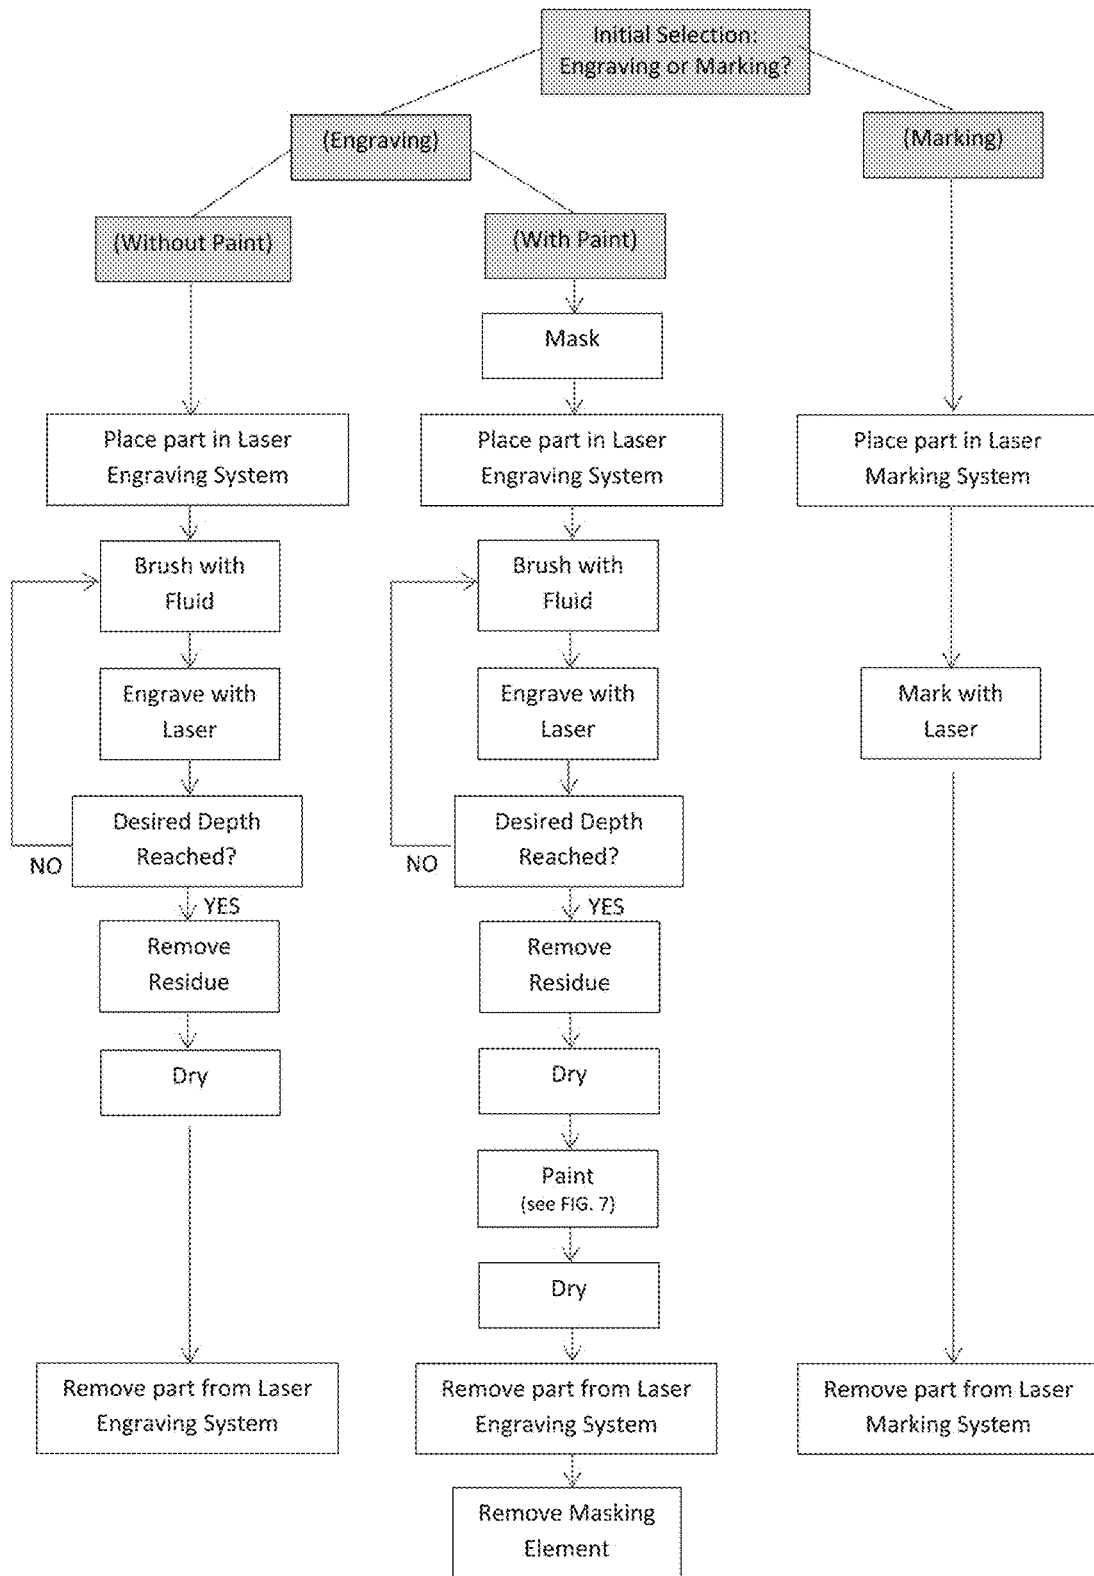 Initial Selection:
Engraving or Marking?
(Engraving)
(Marking)
(Without Paint)
(With Paint)
Mask
Place part in Laser
Engraving System
Place part in Laser
Engraving System
Place part in Laser
Marking System
Brush with
Fluid
Brush with
Fluid
Engrave with
Laser
Engrave with
Laser
Mark with
Laser
Desired Depth
Reached?
Desired Depth
Reached?
NO
NO
YES
YES
Remove
Residue
Remove
Residue
Dry
Dry
Paint
(see FIG. 7)
Dry
Remove part from Laser
Engraving System
Remove part from Laser
Engraving System
Remove part from Laser
Marking System
Remove Masking
Element